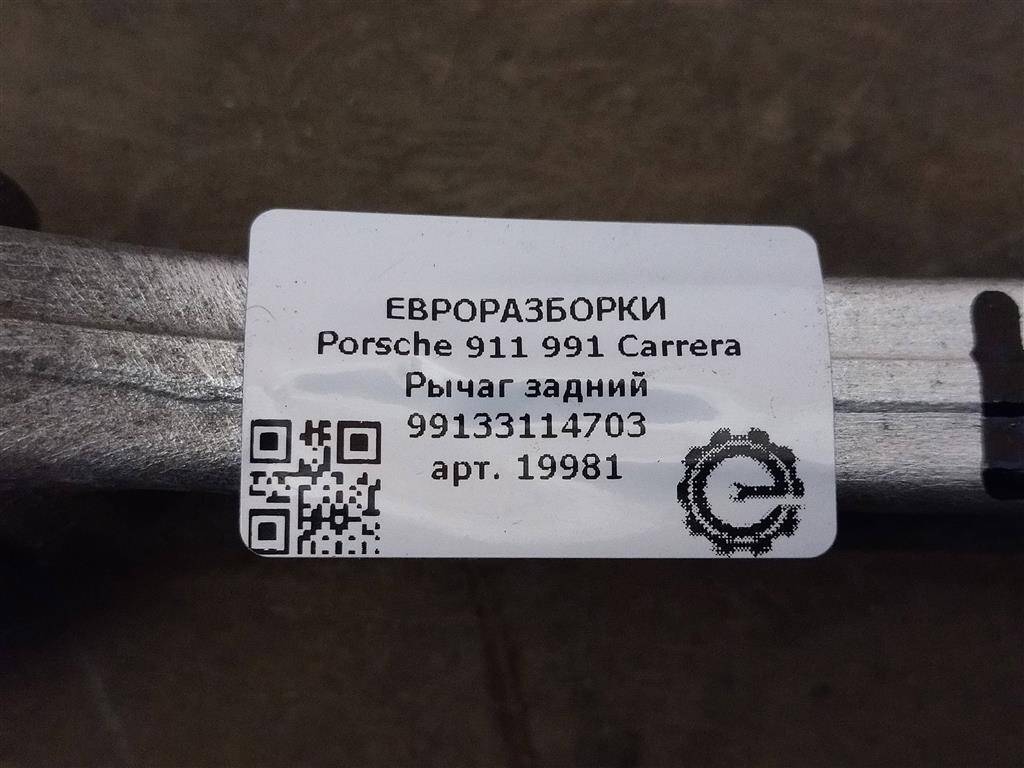 ЕВРОРАЗБОРКИ
Porsche 911 991 Carrera
Рычаг задний
99133114703
арт. 19981